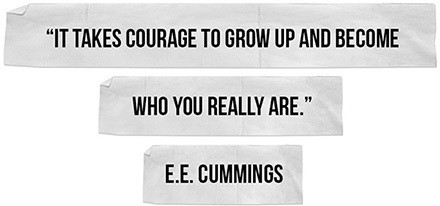 “IT TAKES COURAGE TO GROW UP AND BECOME
WHO YOU REALLY ARE.”
E.E. CUMMINGS